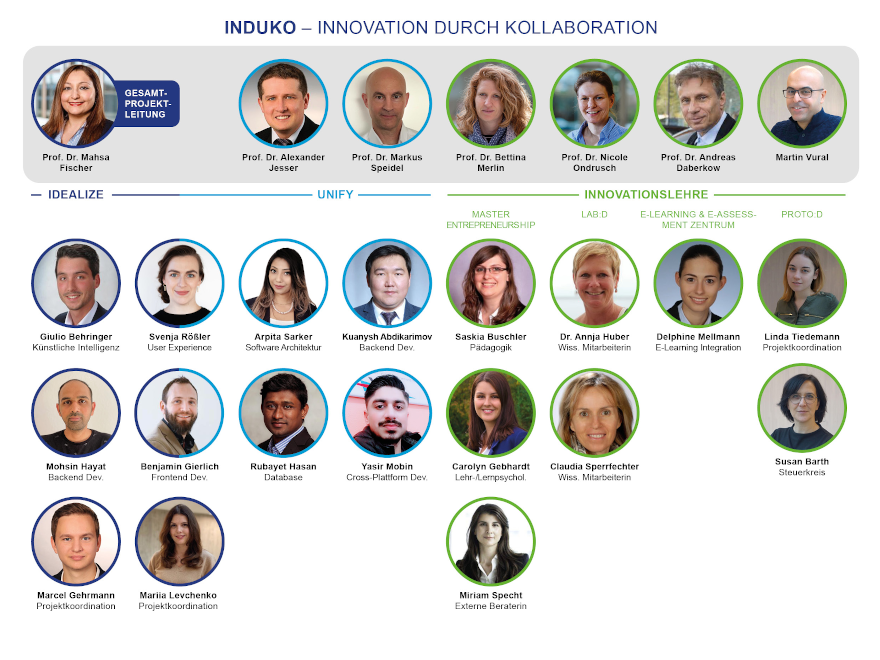 INDUKO – INNOVATION DURCH KOLLABORATION
GESAMT-
PROJEKT-
LEITUNG
Prof. Dr. Mahsa
Fischer
Prof. Dr. Alexander
Jesser
Prof. Dr. Markus
Speidel
Prof. Dr. Bettina
Merlin
Prof. Dr. Nicole
Ondrusch
Prof. Dr. Andreas
Daberkow
Martin Vural
IDEALIZE
UNIFY
INNOVATIONSLEHRE
MASTER
ENTREPRENEURSHIP
LAB:D
E-LEARNING & E-ASSESS-
MENT ZENTRUM
PROTO:D
Giulio Behringer
Künstliche Intelligenz
Svenja Rößler
User Experience
Arpita Sarker
Software Architektur
Kuanysh Abdikarimov
Backend Dev.
Saskia Buschler
Pädagogik
Dr. Annja Huber
Wiss. Mitarbeiterin
Delphine Mellmann
E-Learning Integration
Linda Tiedemann
Projektkoordination
Mohsin Hayat
Backend Dev.
Benjamin Gierlich
Frontend Dev.
Rubayet Hasan
Database
Yasir Mobin
Cross-Plattform Dev.
Carolyn Gebhardt
Lehr-/Lernpsychol.
Claudia Sperrfechter
Wiss. Mitarbeiterin
Susan Barth
Steuerkreis
Marcel Gehrmann
Projektkoordination
Mariia Levchenko
Projektkoordination
Miriam Specht
Externe Beraterin